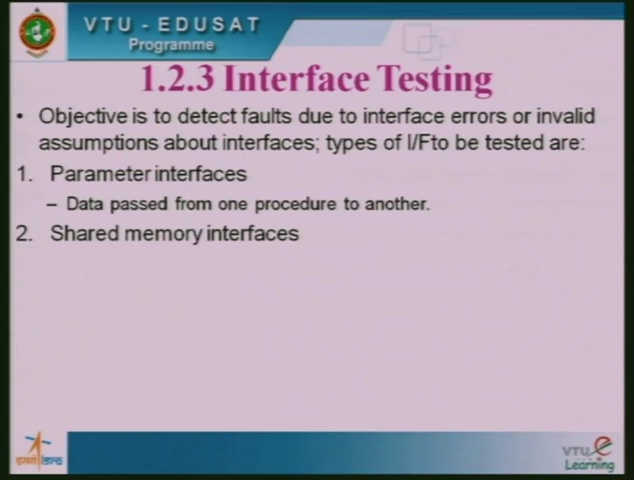 VTU - EDUSAT
Programme
1.2.3 Interface Testing
• Objective is to detect faults due to interface errors or invalid
assumptions about interfaces; types of I/Fto be tested are:
1. Parameter interfaces
– Data passed from one procedure to another.
2. Shared memory interfaces
VTU e
Learning